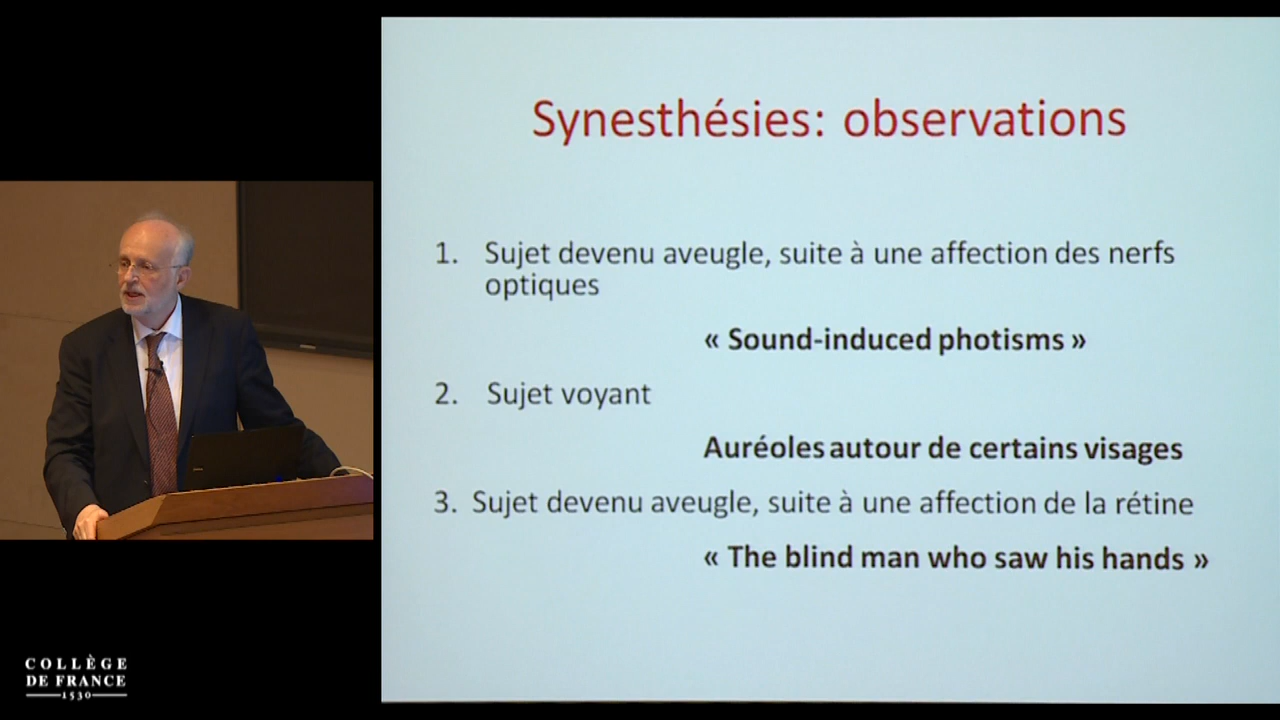 Synesthésies: observations
1. Sujet devenu aveugle, suite à une affection des nerfs
optiques
« Sound-induced photisms »
2. Sujet voyant
Auréoles autour de certains visages
3. Sujet devenu aveugle, suite à une affection de la rétine
« The blind man who saw his hands »
COLLÈGE
DE FRANCE
1530